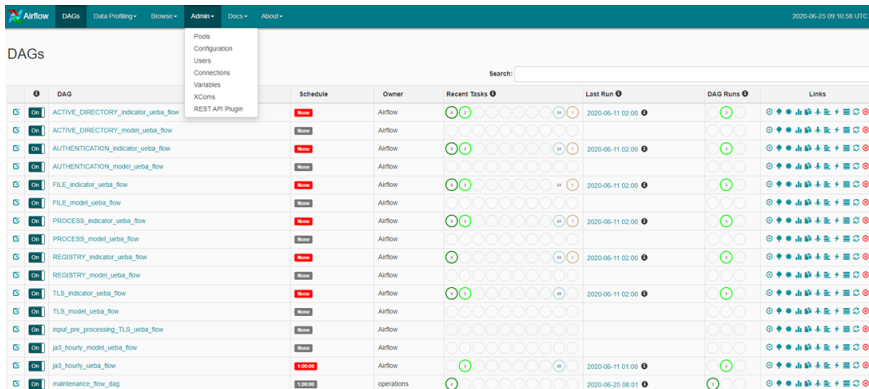 Airflow DAGs Data Profiling Browse Admin Docs About 2020-06-25 09:10:58 UTC
Pools
Configuration
Users
Connections
Variables
XComs
REST API Plugin
DAGs
Search:
DAG Schedule Owner Recent Tasks Last Run DAG Runs Links
On ACTIVE_DIRECTORY_indicator_ueba_flow None Airflow 2020-06-11 02:00
On ACTIVE_DIRECTORY_model_ueba_flow None Airflow
On AUTHENTICATION_indicator_ueba_flow None Airflow 2020-06-11 02:00
On AUTHENTICATION_model_ueba_flow None Airflow
On FILE_indicator_ueba_flow None Airflow 2020-06-11 02:00
On FILE_model_ueba_flow None Airflow
On PROCESS_indicator_ueba_flow None Airflow 2020-06-11 02:00
On PROCESS_model_ueba_flow None Airflow
On REGISTRY_indicator_ueba_flow None Airflow 2020-06-11 02:00
On REGISTRY_model_ueba_flow None Airflow
On TLS_indicator_ueba_flow None Airflow 2020-06-11 02:00
On TLS_model_ueba_flow None Airflow
On input_pre_processing_TLS_ueba_flow None Airflow
On ja3_hourly_model_ueba_flow None Airflow
On ja3_hourly_ueba_flow 1:00:00 Airflow 2020-06-11 01:00
On maintenance_flow_dag 1:00:00 operations 2020-06-25 08:01